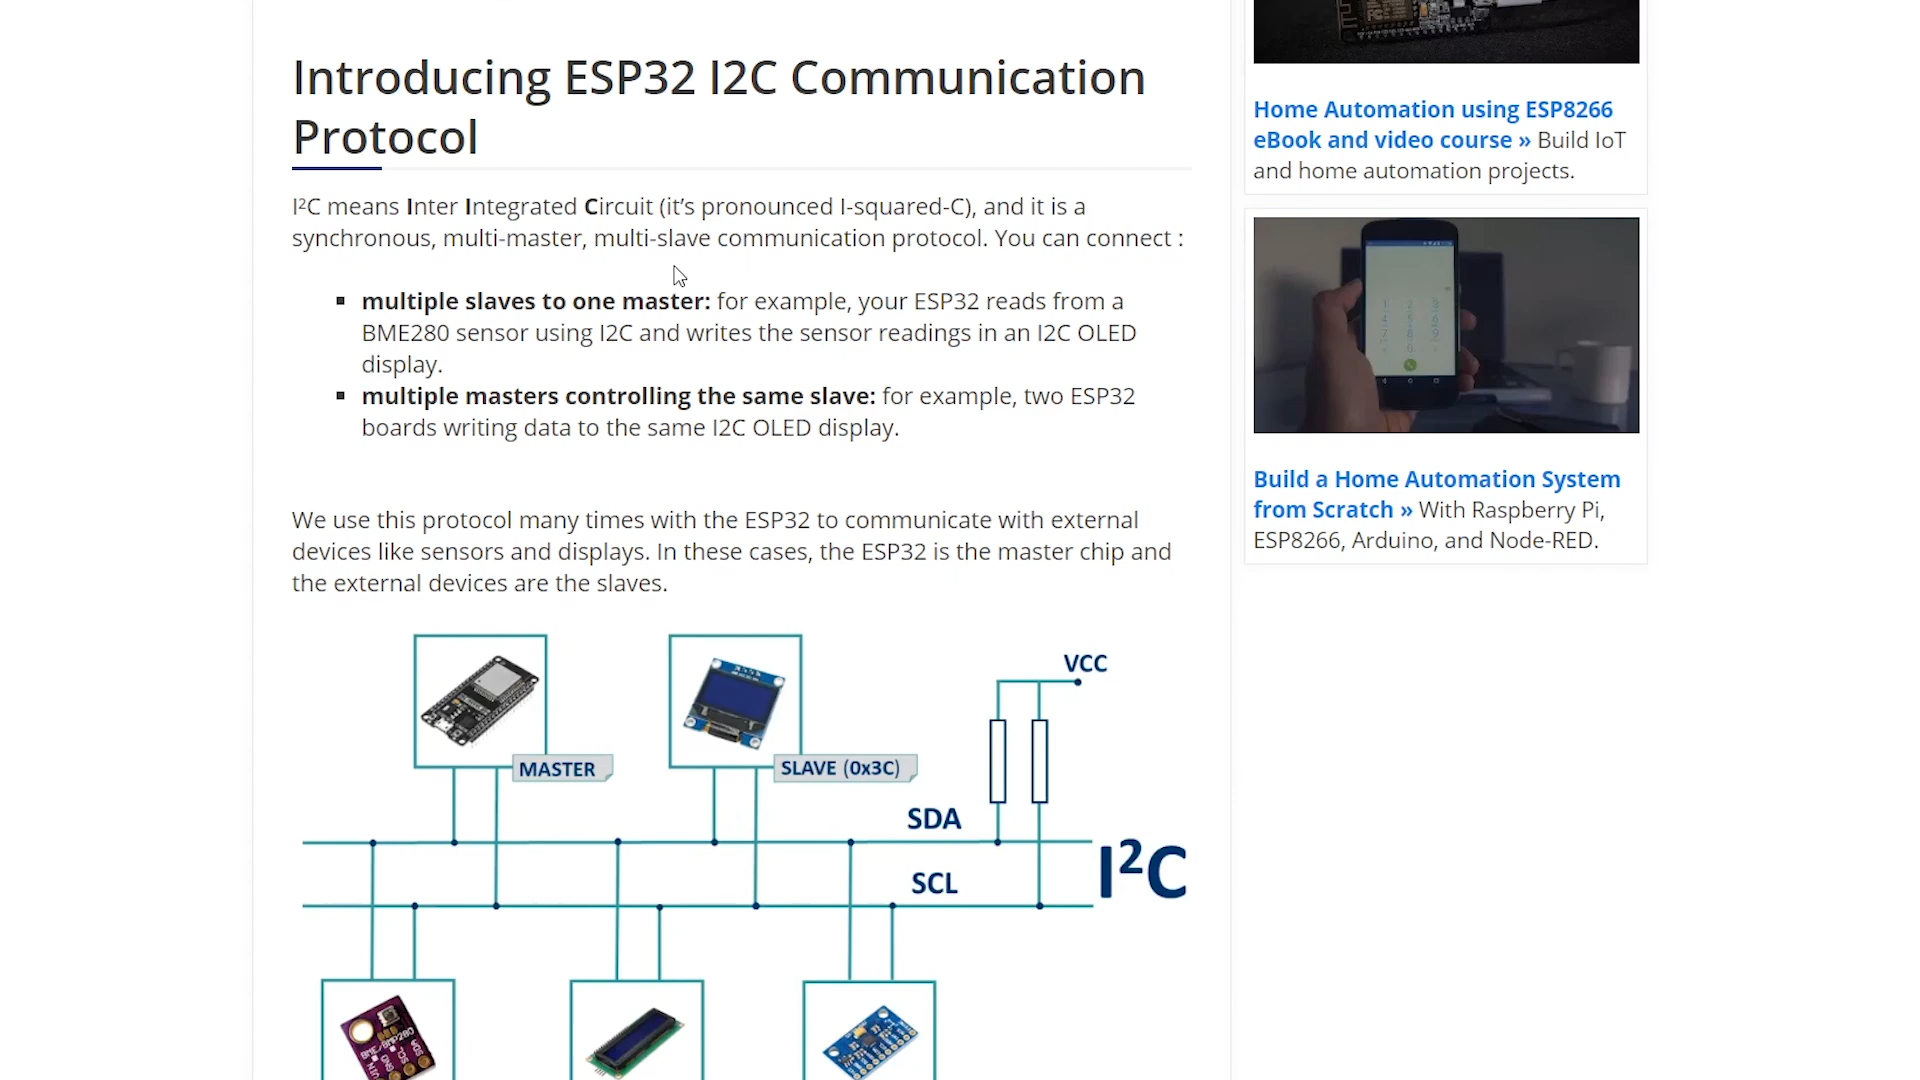 Introducing ESP32 I2C Communication
Protocol
I²C means Inter Integrated Circuit (it’s pronounced I-squared-C), and it is a
synchronous, multi-master, multi-slave communication protocol. You can connect :
multiple slaves to one master: for example, your ESP32 reads from a
BME280 sensor using I2C and writes the sensor readings in an I2C OLED
display.
multiple masters controlling the same slave: for example, two ESP32
boards writing data to the same I2C OLED display.
We use this protocol many times with the ESP32 to communicate with external
devices like sensors and displays. In these cases, the ESP32 is the master chip and
the external devices are the slaves.
VCC
MASTER
SLAVE (0x3C)
SDA
I²C
SCL
BME/BMP280
VIN
GND
SCL
SDA
Home Automation using ESP8266
eBook and video course » Build IoT
and home automation projects.
Build a Home Automation System
from Scratch » With Raspberry Pi,
ESP8266, Arduino, and Node-RED.